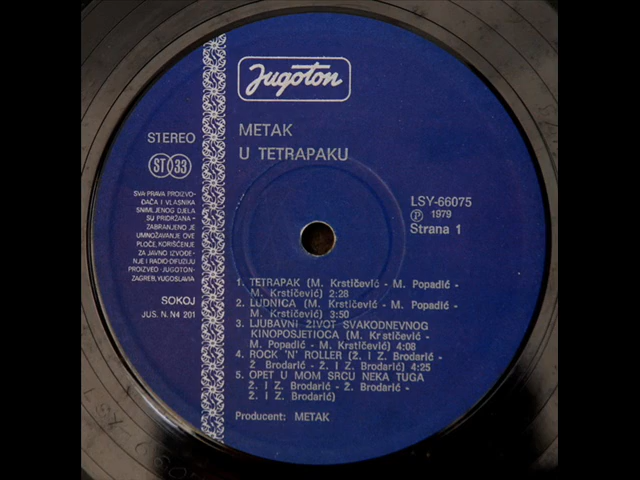 Jugoton
METAK
U TETRAPAKU
STEREO
ST 33
SVA PRAVA PROIZVO-
ĐAČA I VLASNIKA
SNIMLJENOG DJELA
SU PRIDRŽANA-
ZABRANJENO JE
UMNOŽAVANJE OVE
PLOČE, KORIŠĆENJE
ZA JAVNO IZVOĐE-
NJE I RADIO-DIFUZIJU
PROIZVEO-JUGOTON-
ZAGREB, YUGOSLAVIA
SOKOJ
JUS. N. N4 201
LSY-66075
Ⓟ 1979
Strana 1
1. TETRAPAK (M. Krstičević - M. Popadić -
M. Krstičević) 2:28
2. LUDNICA (M. Krstičević - M. Popadić -
M. Krstičević) 3:50
3. LJUBAVNI ŽIVOT SVAKODNEVNOG
KINOPOSJETIOCA (M. Krstičević -
M. Popadić - M. Krstičević) 4:08
4. ROCK 'N' ROLLER (Ž. I Z. Brodarić -
Ž. Brodarić - Ž. I Z. Brodarić) 4:25
5. OPET U MOM SRCU NEKA TUGA
Ž. I Z. Brodarić - Ž. Brodarić -
Ž. I Z. Brodarić)
Producent: METAK